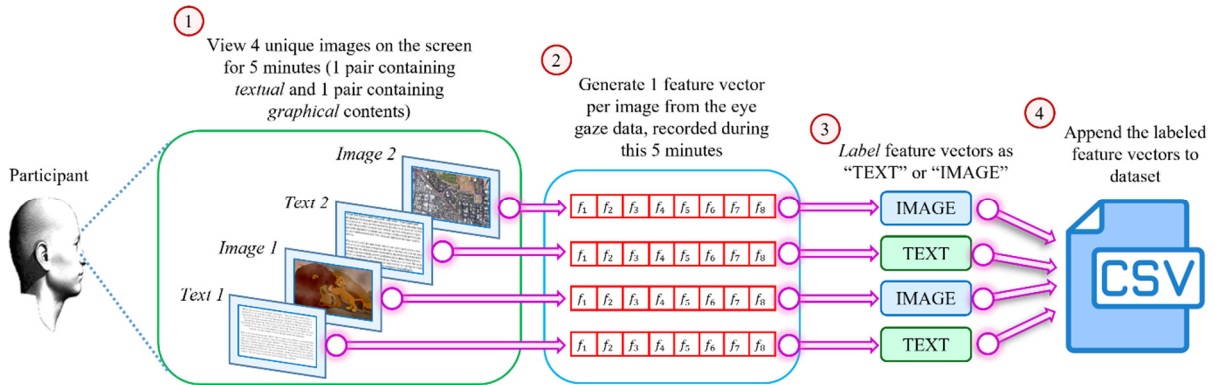 1
View 4 unique images on the screen
for 5 minutes (1 pair containing
textual and 1 pair containing
graphical contents)
2
Generate 1 feature vector
per image from the eye
gaze data, recorded during
this 5 minutes
3
Label feature vectors as
“TEXT” or “IMAGE”
4
Append the labeled
feature vectors to
dataset
Participant
Image 2
Text 2
Image 1
Text 1
f1 f2 f3 f4 f5 f6 f7 f8
f1 f2 f3 f4 f5 f6 f7 f8
f1 f2 f3 f4 f5 f6 f7 f8
f1 f2 f3 f4 f5 f6 f7 f8
IMAGE
TEXT
IMAGE
TEXT
CSV